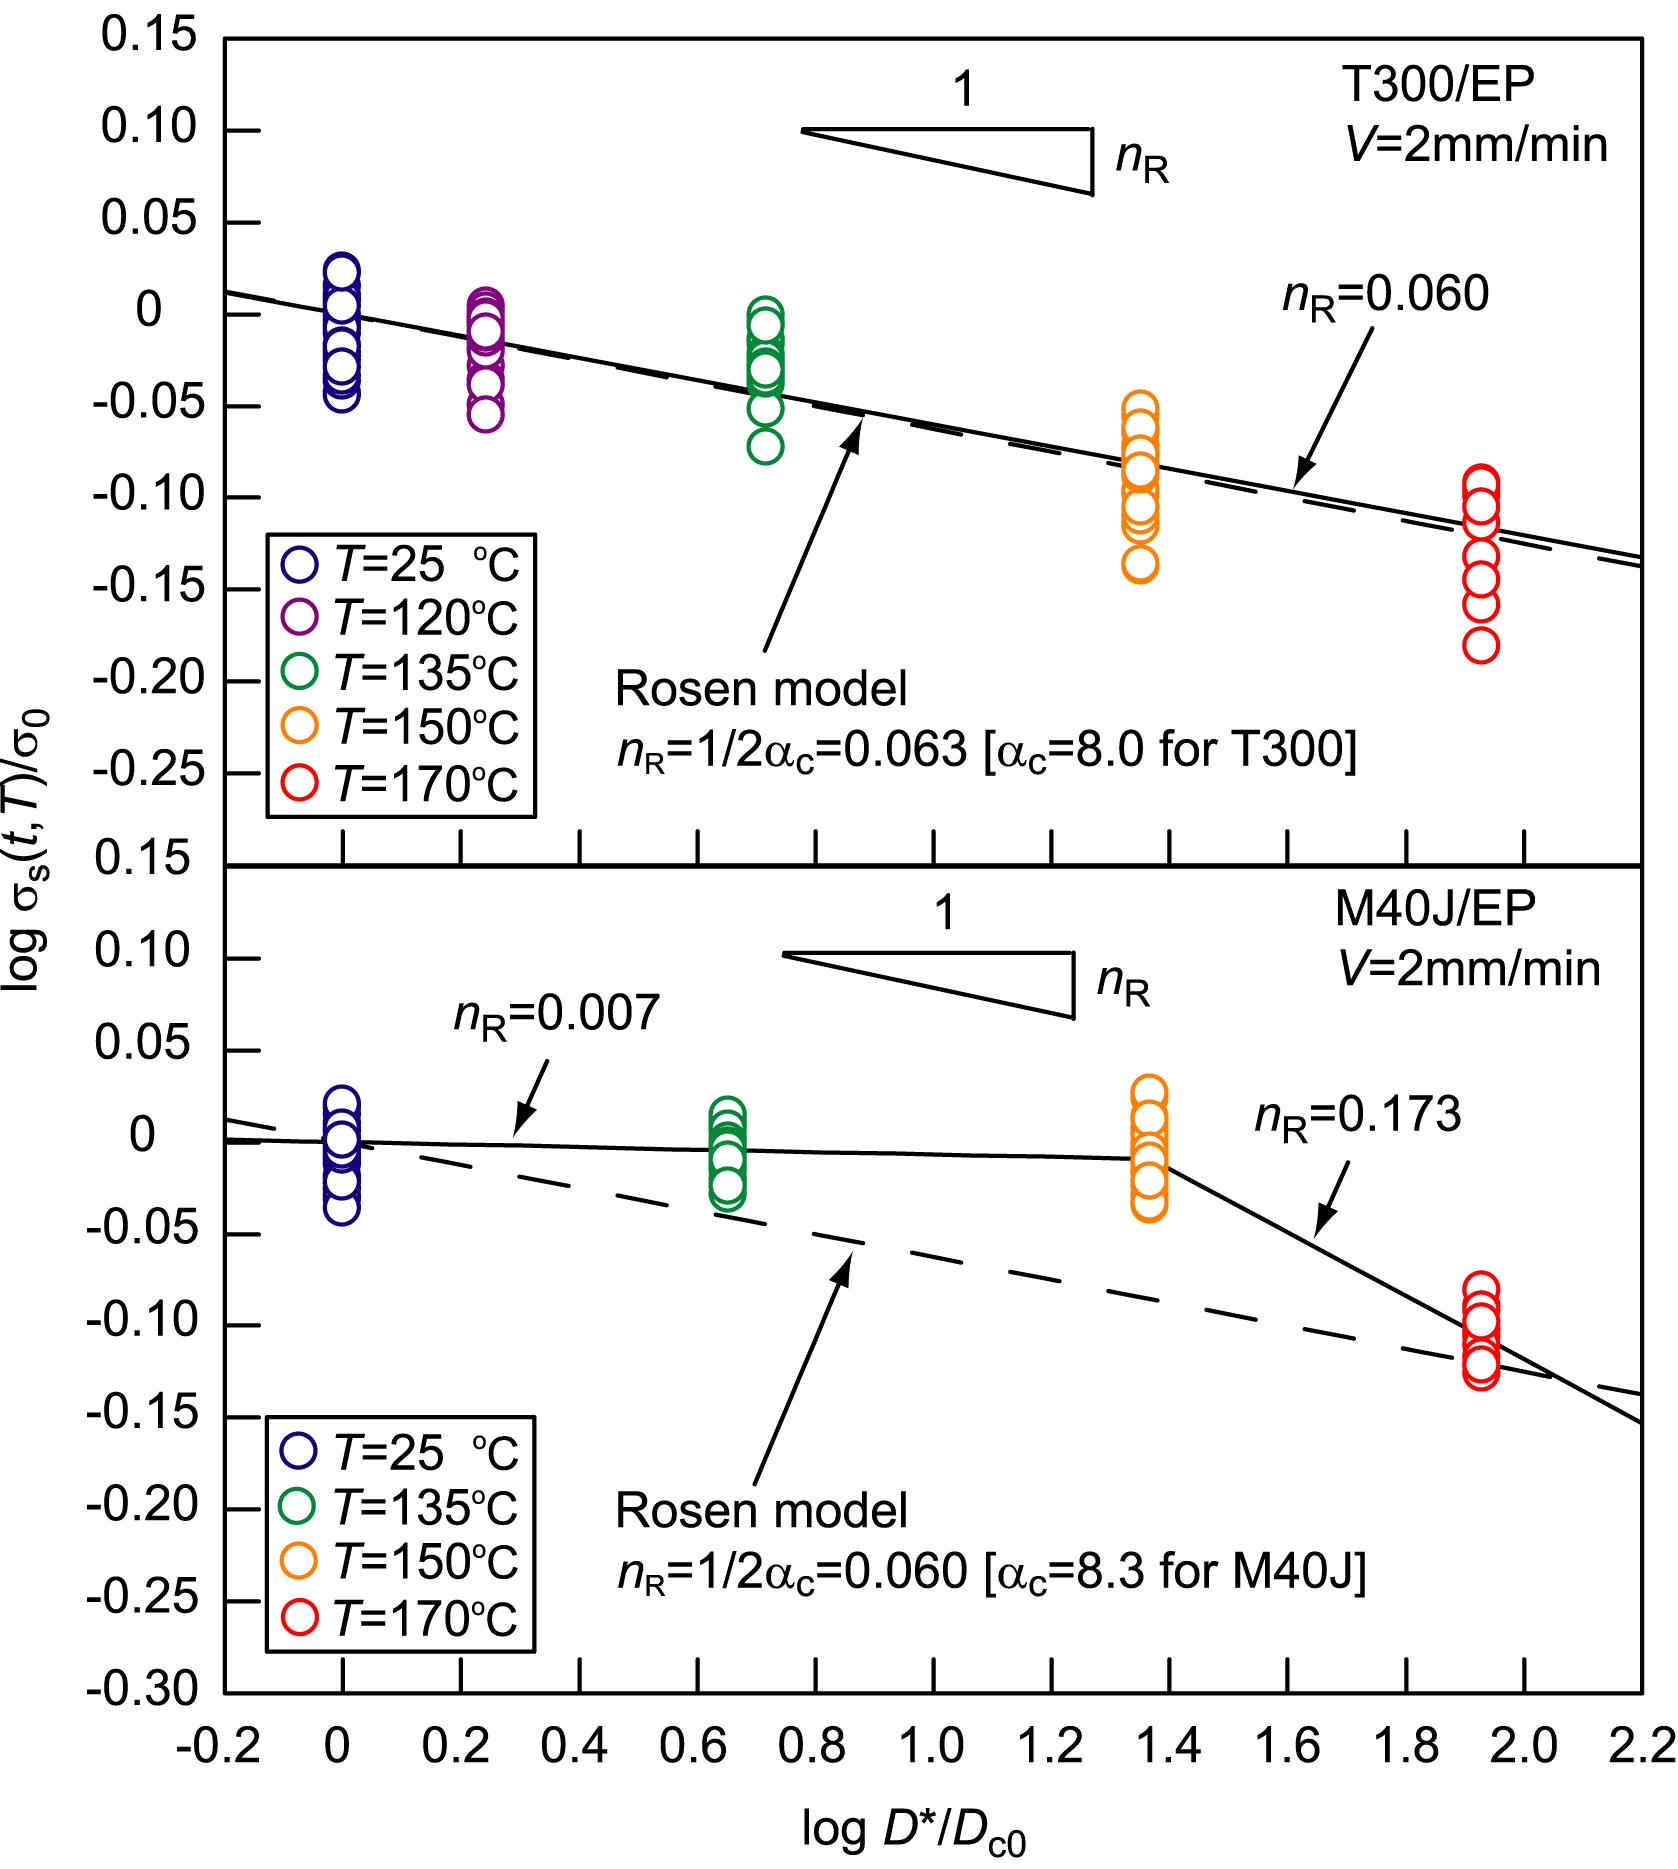 0.15
0.10
0.05
0
-0.05
-0.10
-0.15
-0.20
-0.25
1
nR
T300/EP
V=2mm/min
nR=0.060
T=25 °C
T=120°C
T=135°C
T=150°C
T=170°C
Rosen model
nR=1/2αc=0.063 [αc=8.0 for T300]
log σs(t,T)/σ0
0.15
0.10
0.05
0
-0.05
-0.10
-0.15
-0.20
-0.25
-0.30
1
nR
M40J/EP
V=2mm/min
nR=0.007
nR=0.173
T=25 °C
T=135°C
T=150°C
T=170°C
Rosen model
nR=1/2αc=0.060 [αc=8.3 for M40J]
-0.2 0 0.2 0.4 0.6 0.8 1.0 1.2 1.4 1.6 1.8 2.0 2.2
log D*/Dc0